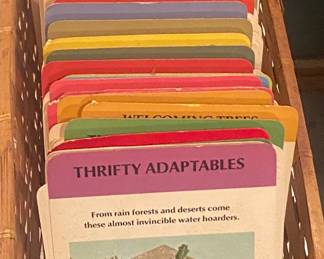 WELCOMING TREES
THRIFTY ADAPTABLES
From rain forests and deserts come
these almost invincible water hoarders.